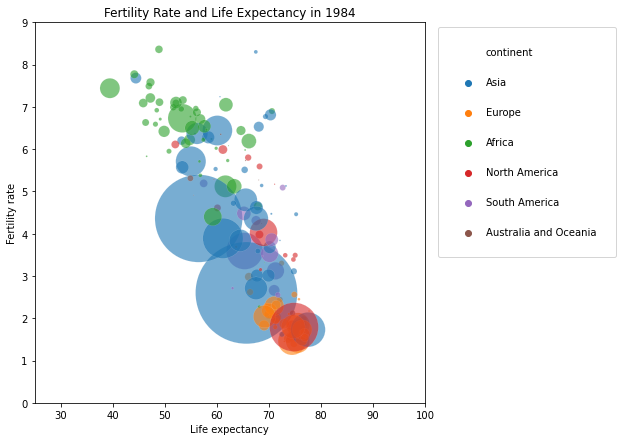 Fertility Rate and Life Expectancy in 1984
9
8
7
6
5
4
3
2
1
0
Fertility rate
30 40 50 60 70 80 90 100
Life expectancy
continent
Asia
Europe
Africa
North America
South America
Australia and Oceania